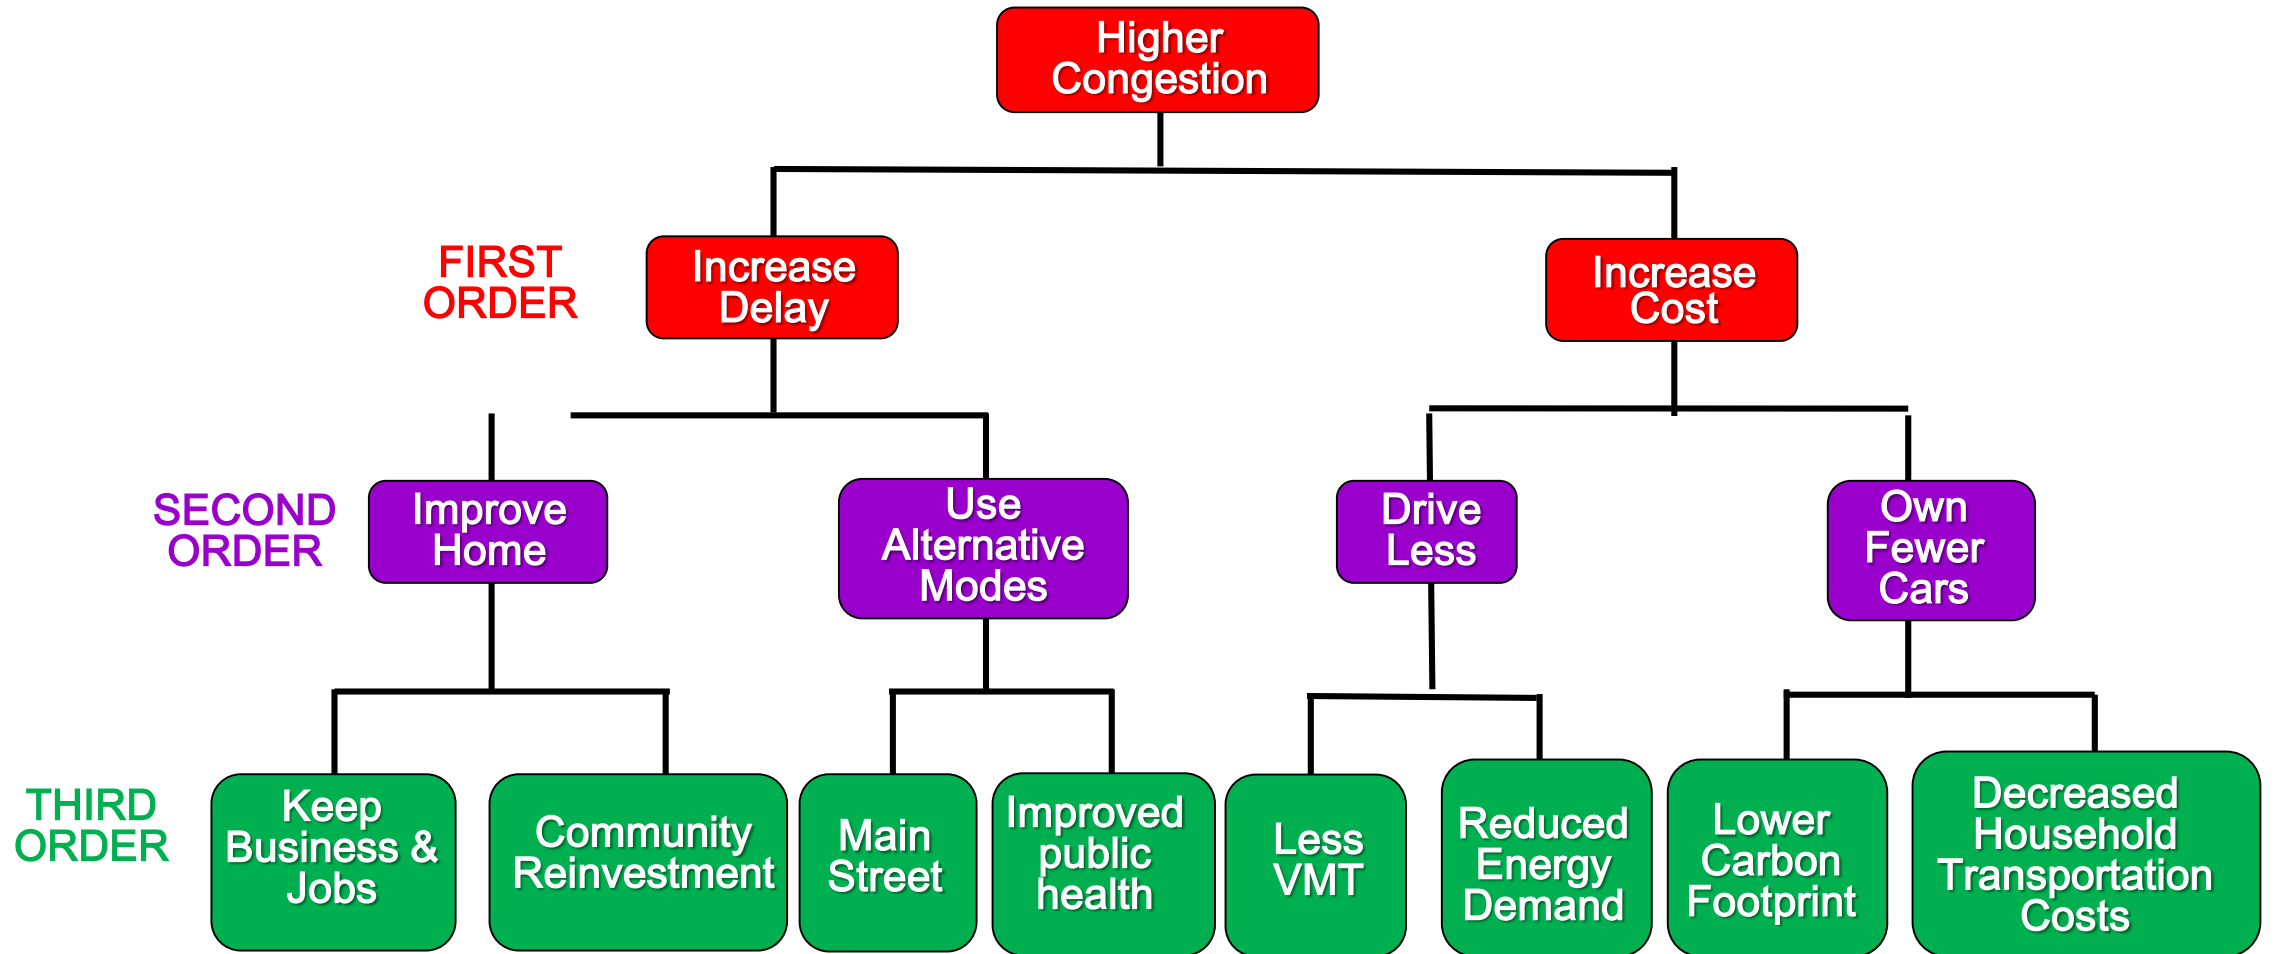 Higher
Congestion
FIRST
ORDER
Increase
Delay
Increase
Cost
SECOND
ORDER
Improve
Home
Use
Alternative
Modes
Drive
Less
Own
Fewer
Cars
THIRD
ORDER
Keep
Business &
Jobs
Community
Reinvestment
Main
Street
Improved
public
health
Less
VMT
Reduced
Energy
Demand
Lower
Carbon
Footprint
Decreased
Household
Transportation
Costs